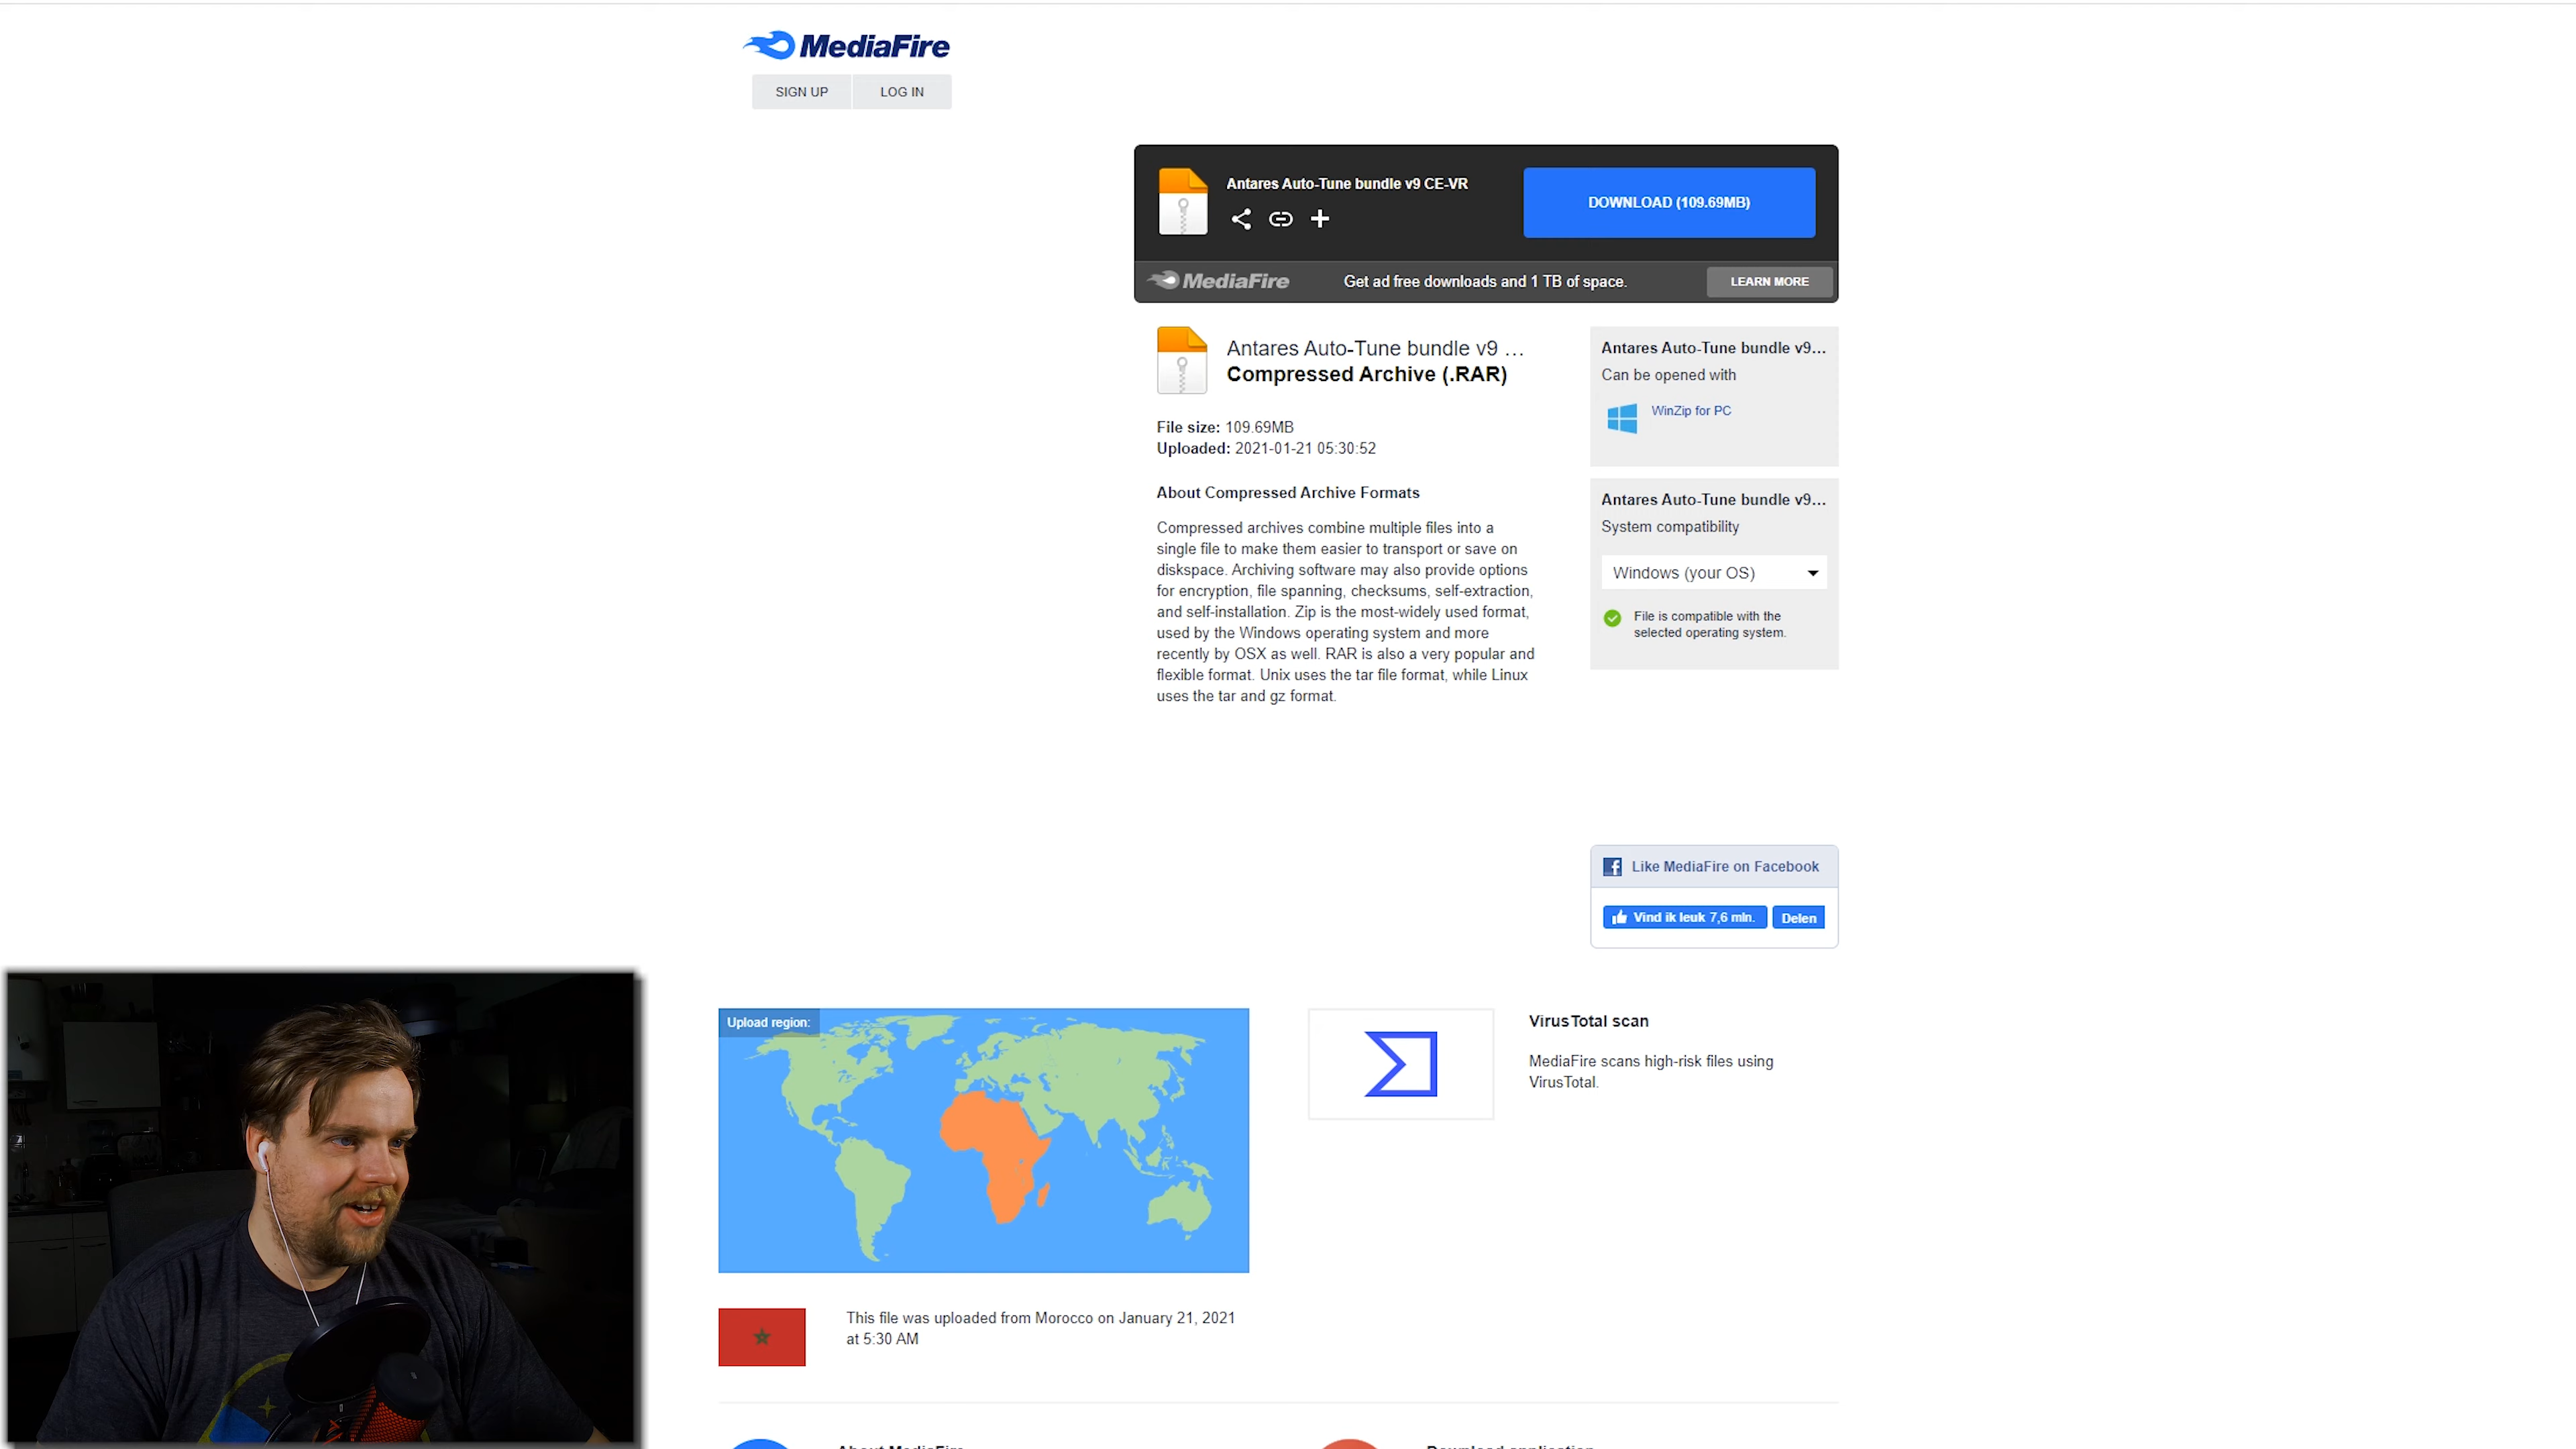 MediaFire
SIGN UP
LOG IN
Antares Auto-Tune bundle v9 CE-VR
DOWNLOAD (109.69MB)
MediaFire
Get ad free downloads and 1 TB of space.
LEARN MORE
Antares Auto-Tune bundle v9 ...
Compressed Archive (.RAR)
File size: 109.69MB
Uploaded: 2021-01-21 05:30:52
About Compressed Archive Formats
Compressed archives combine multiple files into a
single file to make them easier to transport or save on
diskspace. Archiving software may also provide options
for encryption, file spanning, checksums, self-extraction,
and self-installation. Zip is the most-widely used format,
used by the Windows operating system and more
recently by OSX as well. RAR is also a very popular and
flexible format. Unix uses the tar file format, while Linux
uses the tar and gz format.
Antares Auto-Tune bundle v9...
Can be opened with
WinZip for PC
Antares Auto-Tune bundle v9...
System compatibility
Windows (your OS)
File is compatible with the
selected operating system.
Like MediaFire on Facebook
Vind ik leuk 7,6 mln.
Delen
Upload region:
VirusTotal scan
MediaFire scans high-risk files using
VirusTotal.
This file was uploaded from Morocco on January 21, 2021
at 5:30 AM
About MediaFire
Download application